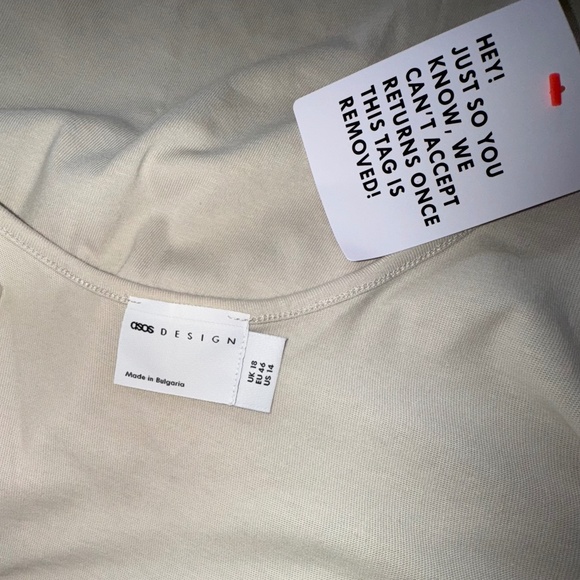 HEY!
JUST SO YOU
KNOW, WE
CAN'T ACCEPT
RETURNS ONCE
THIS TAG IS
REMOVED!
asos DESIGN
Made in Bulgaria
UK 18
EU 46
US 14